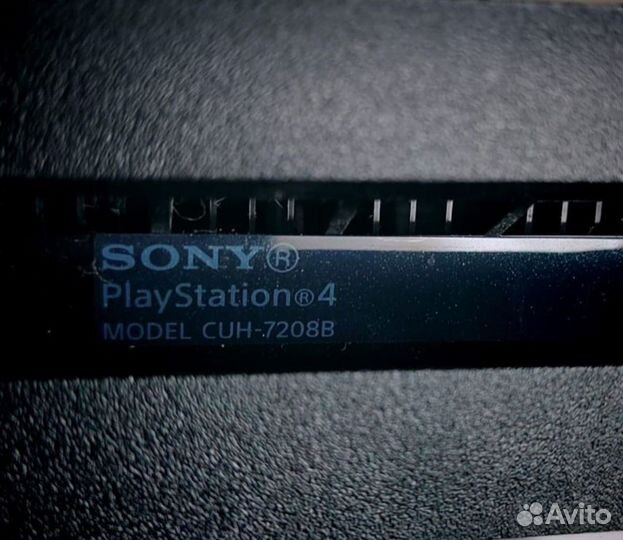 SONY®
PlayStation®4
MODEL CUH-7208B
Avito